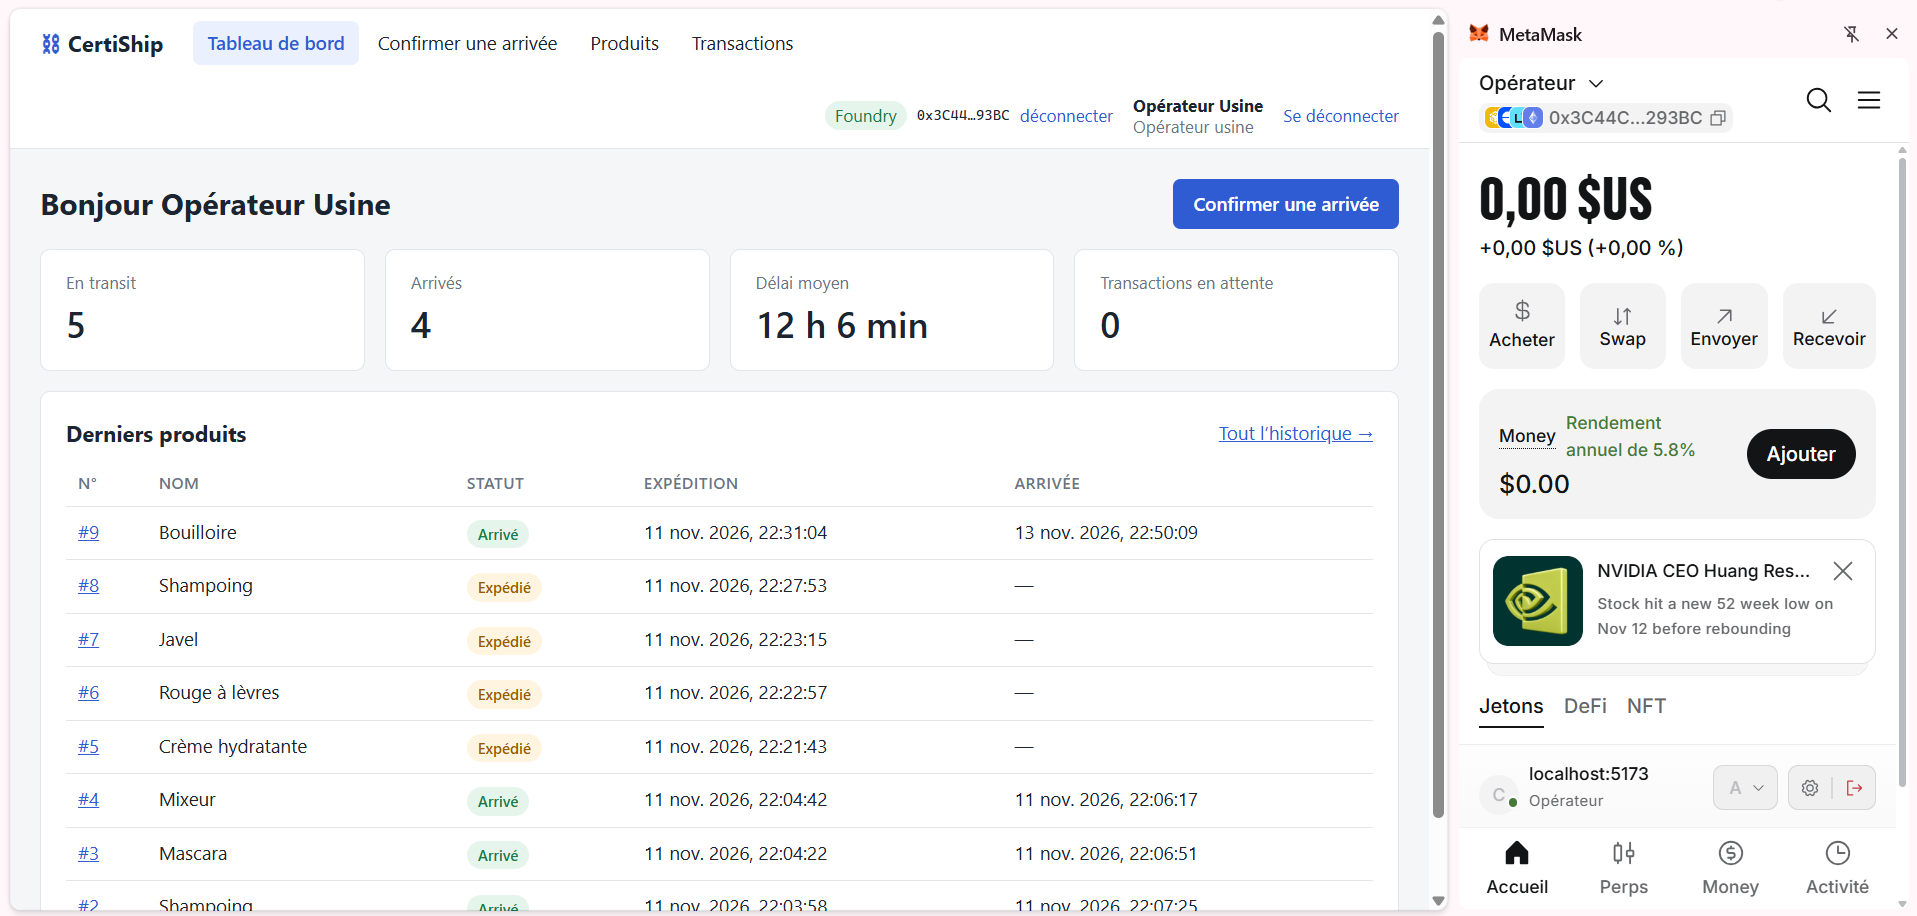 CertiShip
Tableau de bord
Confirmer une arrivée
Produits
Transactions
Foundry
0x3C44…93BC
déconnecter
Opérateur Usine
Opérateur usine
Se déconnecter
Bonjour Opérateur Usine
Confirmer une arrivée
En transit
5
Arrivés
4
Délai moyen
12 h 6 min
Transactions en attente
0
Derniers produits
Tout l'historique →
N° NOM STATUT EXPÉDITION ARRIVÉE
#9 Bouilloire Arrivé 11 nov. 2026, 22:31:04 13 nov. 2026, 22:50:09
#8 Shampoing Expédié 11 nov. 2026, 22:27:53 —
#7 Javel Expédié 11 nov. 2026, 22:23:15 —
#6 Rouge à lèvres Expédié 11 nov. 2026, 22:22:57 —
#5 Crème hydratante Expédié 11 nov. 2026, 22:21:43 —
#4 Mixeur Arrivé 11 nov. 2026, 22:04:42 11 nov. 2026, 22:06:17
#3 Mascara Arrivé 11 nov. 2026, 22:04:22 11 nov. 2026, 22:06:51
#2 Shampoing Arrivé 11 nov. 2026, 22:03:58 11 nov. 2026, 22:07:25
MetaMask
Opérateur
0x3C44C...293BC
0,00 $US
+0,00 $US (+0,00 %)
Acheter
Swap
Envoyer
Recevoir
Money
Rendement
annuel de 5.8%
$0.00
Ajouter
NVIDIA CEO Huang Res...
Stock hit a new 52 week low on
Nov 12 before rebounding
Jetons
DeFi
NFT
C
localhost:5173
Opérateur
A
Accueil
Perps
Money
Activité